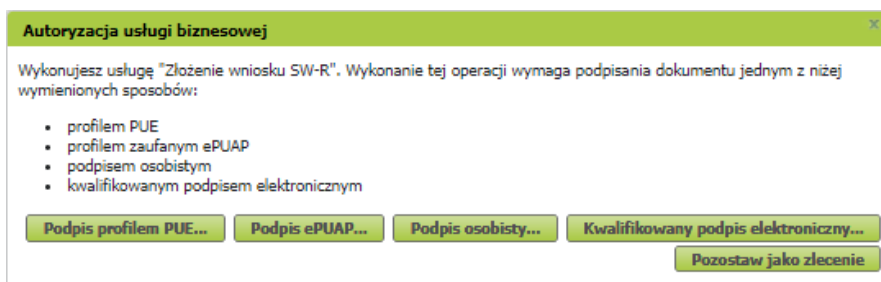 Autoryzacja usługi biznesowej
x
Wykonujesz usługę "Złożenie wniosku SW-R". Wykonanie tej operacji wymaga podpisania dokumentu jednym z niżej
wymienionych sposobów:
• profilem PUE
• profilem zaufanym ePUAP
• podpisem osobistym
• kwalifikowanym podpisem elektronicznym
Podpis profilem PUE... Podpis ePUAP... Podpis osobisty... Kwalifikowany podpis elektroniczny...
Pozostaw jako zlecenie